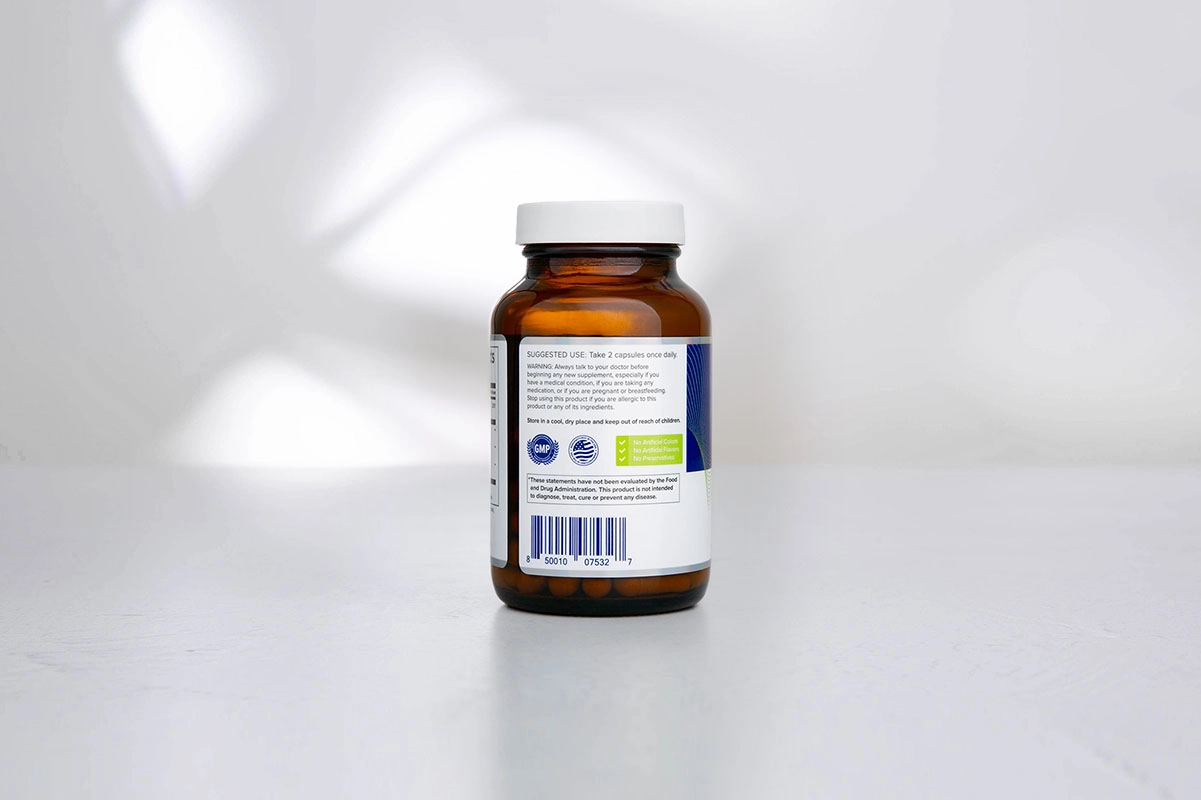 SUGGESTED USE: Take 2 capsules once daily.
WARNING: Always talk to your doctor before
beginning any new supplement, especially if you
have a medical condition, if you are taking any
medication, or if you are pregnant or breastfeeding.
Stop using this product if you are allergic to this
product or any of its ingredients.
Store in a cool, dry place and keep out of reach of children.
GMP
No Artificial Colors
No Artificial Flavors
No Preservatives
*These statements have not been evaluated by the Food
and Drug Administration. This product is not intended
to diagnose, treat, cure or prevent any disease.
8 50010 07532 7